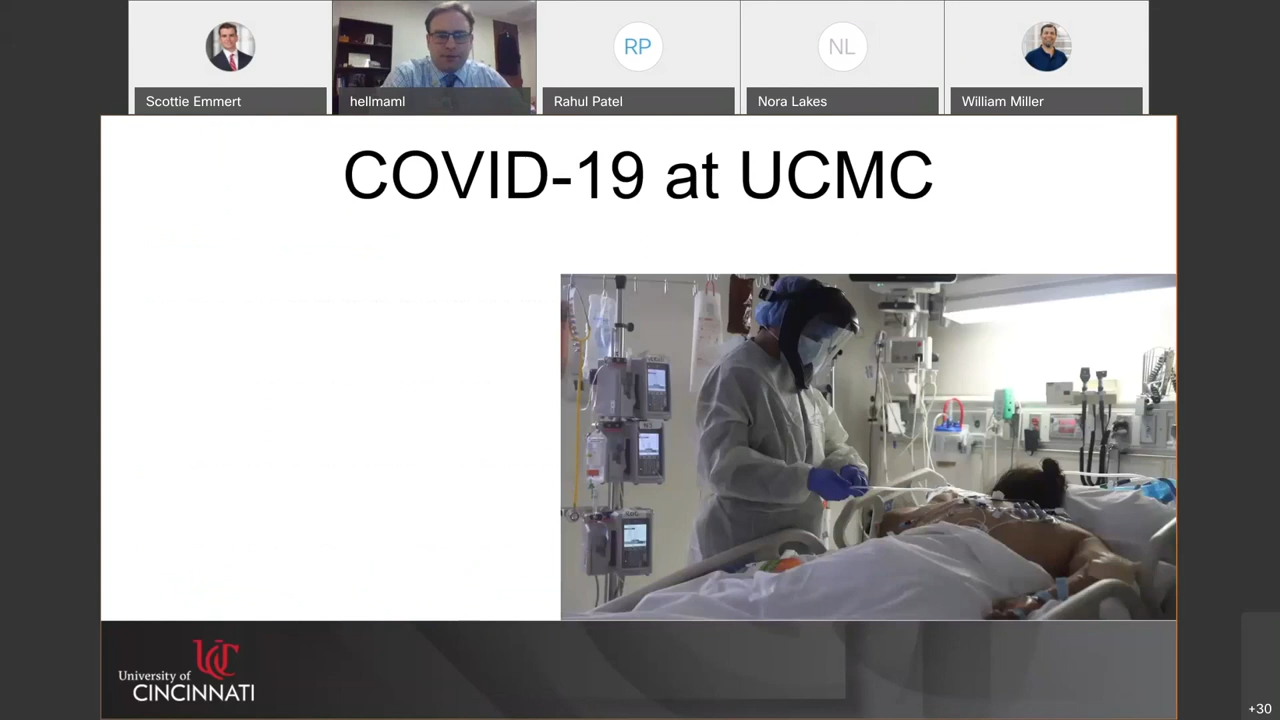 Scottie Emmert
hellmaml
RP
Rahul Patel
NL
Nora Lakes
William Miller
COVID-19 at UCMC
UC
University of
CINCINNATI
+30